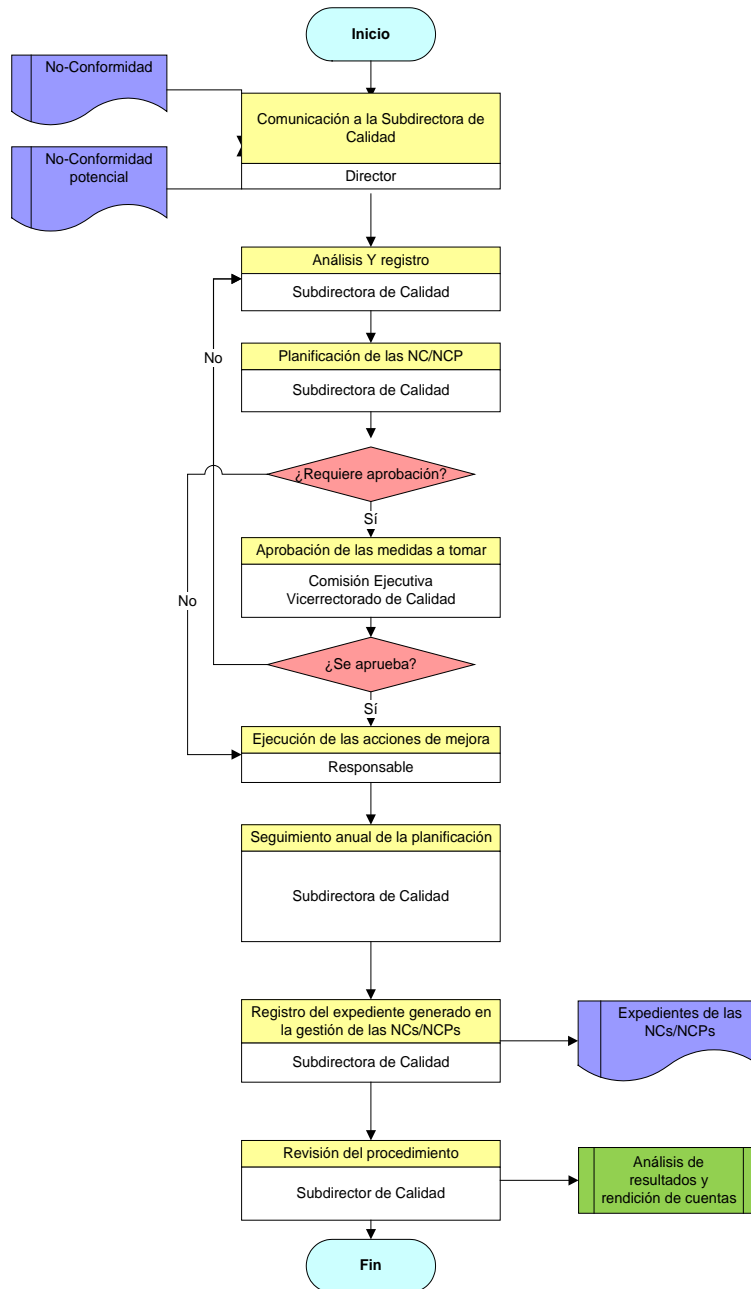 Inicio
No-Conformidad
Comunicación a la Subdirectora de
Calidad
Director
No-Conformidad
potencial
Análisis Y registro
Subdirectora de Calidad
No
Planificación de las NC/NCP
Subdirectora de Calidad
¿Requiere aprobación?
Sí
Aprobación de las medidas a tomar
Comisión Ejecutiva
Vicerrectorado de Calidad
No
¿Se aprueba?
Sí
Ejecución de las acciones de mejora
Responsable
Seguimiento anual de la planificación
Subdirectora de Calidad
Registro del expediente generado en
la gestión de las NCs/NCPs
Subdirectora de Calidad
Expedientes de las
NCs/NCPs
Revisión del procedimiento
Subdirector de Calidad
Análisis de
resultados y
rendición de cuentas
Fin